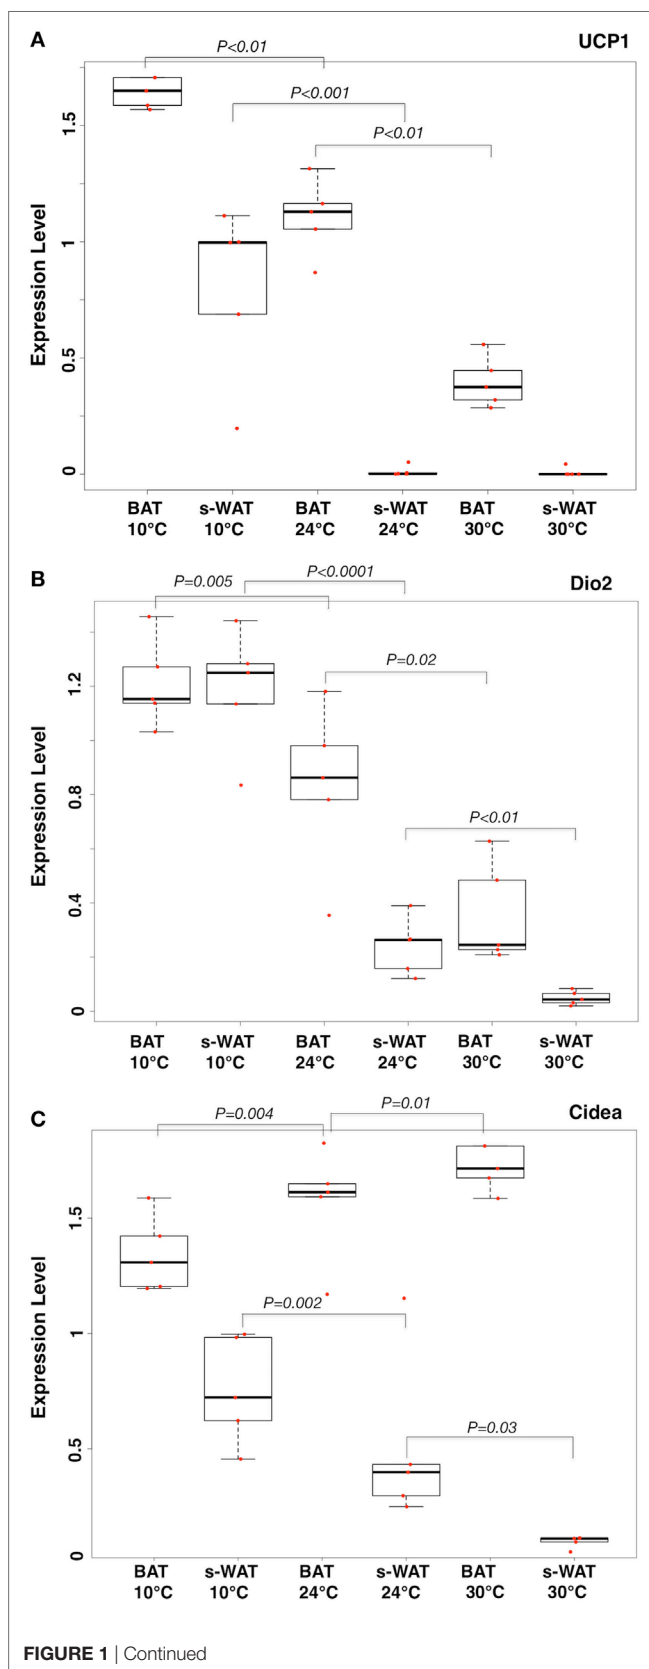 A
UCP1
P<0.01
P<0.001
P<0.01
Expression Level
1.5
1
0.5
0
BAT s-WAT BAT s-WAT BAT s-WAT
10°C 10°C 24°C 24°C 30°C 30°C
B
Dio2
P=0.005
P<0.0001
P=0.02
P<0.01
Expression Level
1.2
0.8
0.4
0
BAT s-WAT BAT s-WAT BAT s-WAT
10°C 10°C 24°C 24°C 30°C 30°C
C
Cidea
P=0.004
P=0.01
P=0.002
P=0.03
Expression Level
1.5
1
0.5
0
BAT s-WAT BAT s-WAT BAT s-WAT
10°C 10°C 24°C 24°C 30°C 30°C
FIGURE 1 | Continued